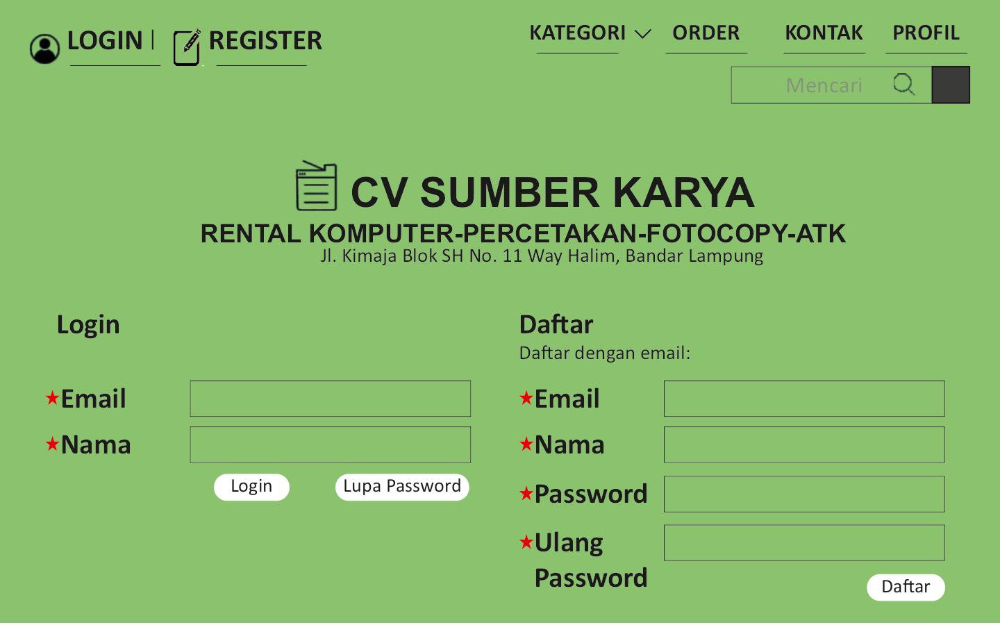 LOGIN | REGISTER
KATEGORI ORDER KONTAK PROFIL
Mencari
CV SUMBER KARYA
RENTAL KOMPUTER-PERCETAKAN-FOTOCOPY-ATK
Jl. Kimaja Blok SH No. 11 Way Halim, Bandar Lampung
Login
★Email
★Nama
Login
Lupa Password
Daftar
Daftar dengan email:
★Email
★Nama
★Password
★Ulang
Password
Daftar